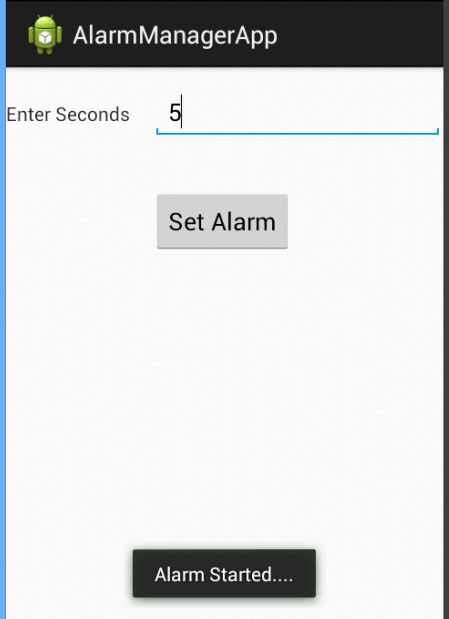 AlarmManagerApp
Enter Seconds 5
Set Alarm
Alarm Started....